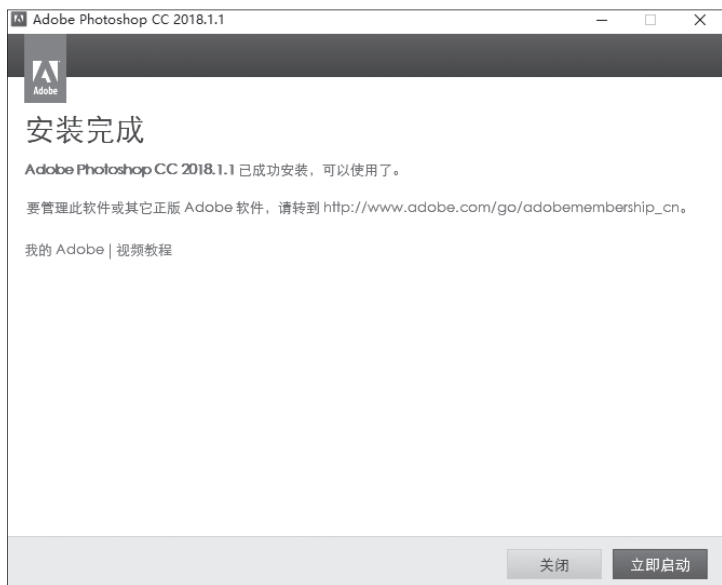 Adobe Photoshop CC 2018.1.1
Adobe
安装完成
Adobe Photoshop CC 2018.1.1 已成功安装，可以使用了。
要管理此软件或其它正版 Adobe 软件，请转到 http://www.adobe.com/go/adobemembership_cn。
我的 Adobe | 视频教程
关闭 立即启动